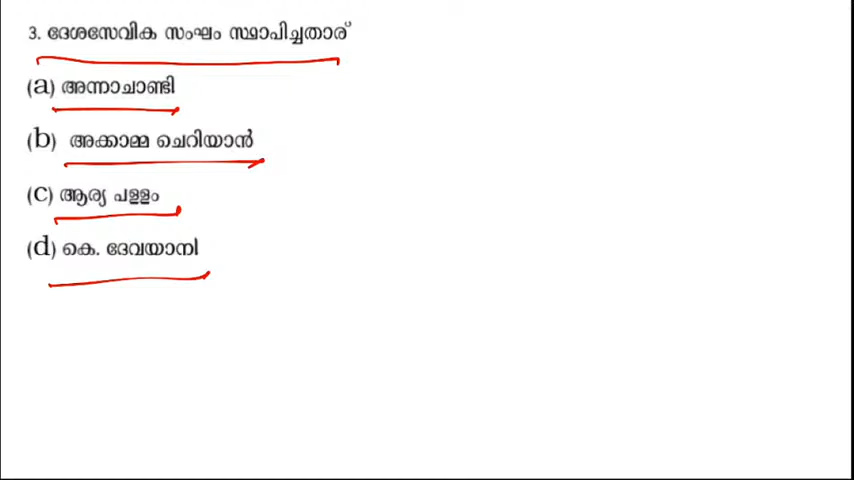 3. ദേശസേവിക സംഘം സ്ഥാപിച്ചതാര്
(a) അന്നാചാണ്ടി
(b) അക്കാമ്മ ചെറിയാൻ
(c) ആര്യ പള്ളം
(d) കെ. ദേവയാനി